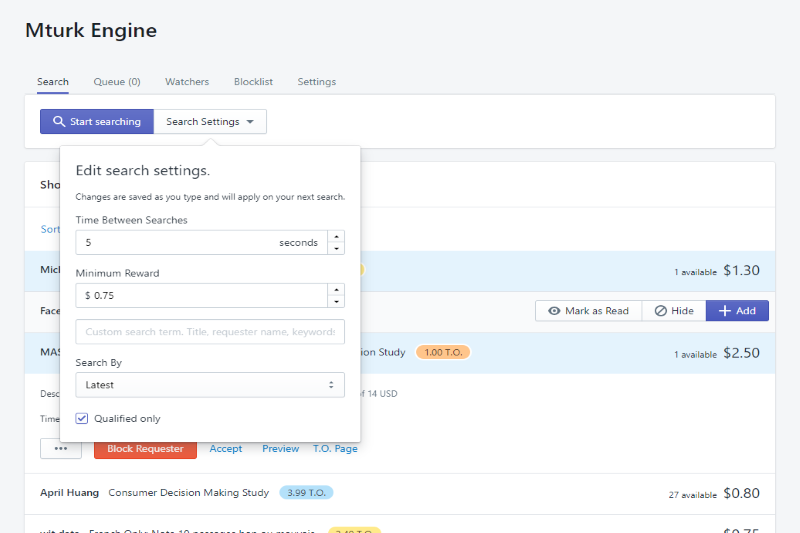 Mturk Engine
Search Queue (0) Watchers Blocklist Settings
Start searching Search Settings
Edit search settings.
Changes are saved as you type and will apply on your next search.
Time Between Searches
5 seconds
Minimum Reward
$ 0.75
Custom search term. Title, requester name, keywords
Search By
Latest
Qualified only
Sho
Sort
Mich
1 available $1.30
Face
Mark as Read Hide Add
MAS
ion Study 1.00 T.O. 1 available $2.50
Desc
of 14 USD
Time
••• Block Requester Accept Preview T.O. Page
April Huang Consumer Decision Making Study 3.99 T.O. 27 available $0.80